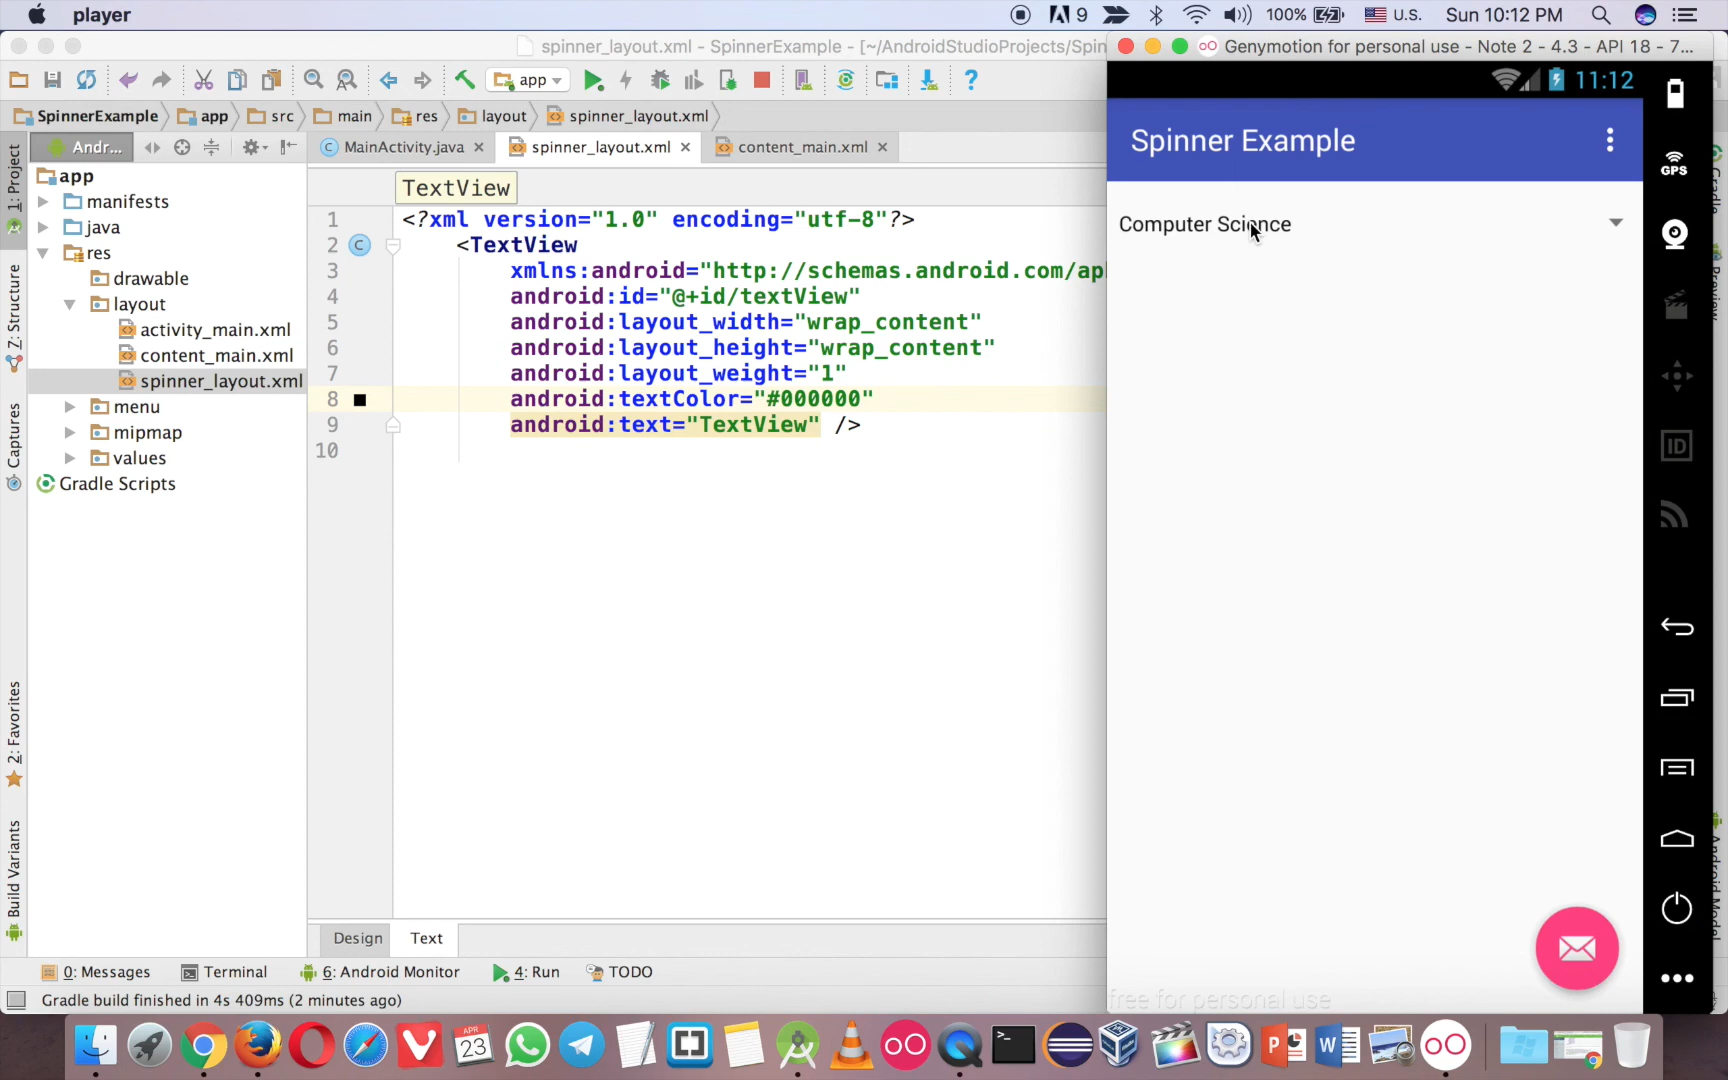 player
9
100%
U.S.
Sun 10:12 PM
spinner_layout.xml - SpinnerExample - [~/AndroidStudioProjects/Spin
Genymotion for personal use - Note 2 - 4.3 - API 18 - 7...
app
11:12
SpinnerExample
app
src
main
res
layout
spinner_layout.xml
Spinner Example
Andr...
MainActivity.java
spinner_layout.xml
content_main.xml
1: Project
Z: Structure
Captures
2: Favorites
Build Variants
app
manifests
java
res
drawable
layout
activity_main.xml
content_main.xml
spinner_layout.xml
menu
mipmap
values
Gradle Scripts
TextView
1 <?xml version="1.0" encoding="utf-8"?>
2 <TextView
3 xmlns:android="http://schemas.android.com/ap
4 android:id="@+id/textView"
5 android:layout_width="wrap_content"
6 android:layout_height="wrap_content"
7 android:layout_weight="1"
8 android:textColor="#000000"
9 android:text="TextView" />
10
Computer Science
GPS
ID
free for personal use
Design
Text
0: Messages
Terminal
6: Android Monitor
4: Run
TODO
Gradle build finished in 4s 409ms (2 minutes ago)
APR
23